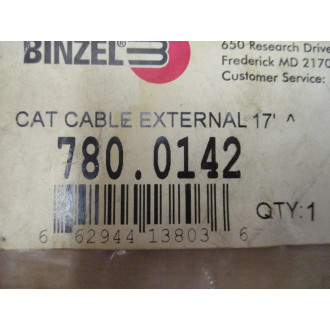 BINZEL®
650 Research Drive
Frederick MD 2170
Customer Service:
CAT CABLE EXTERNAL 17' ^
780.0142
QTY:1
6 62944 13803 6